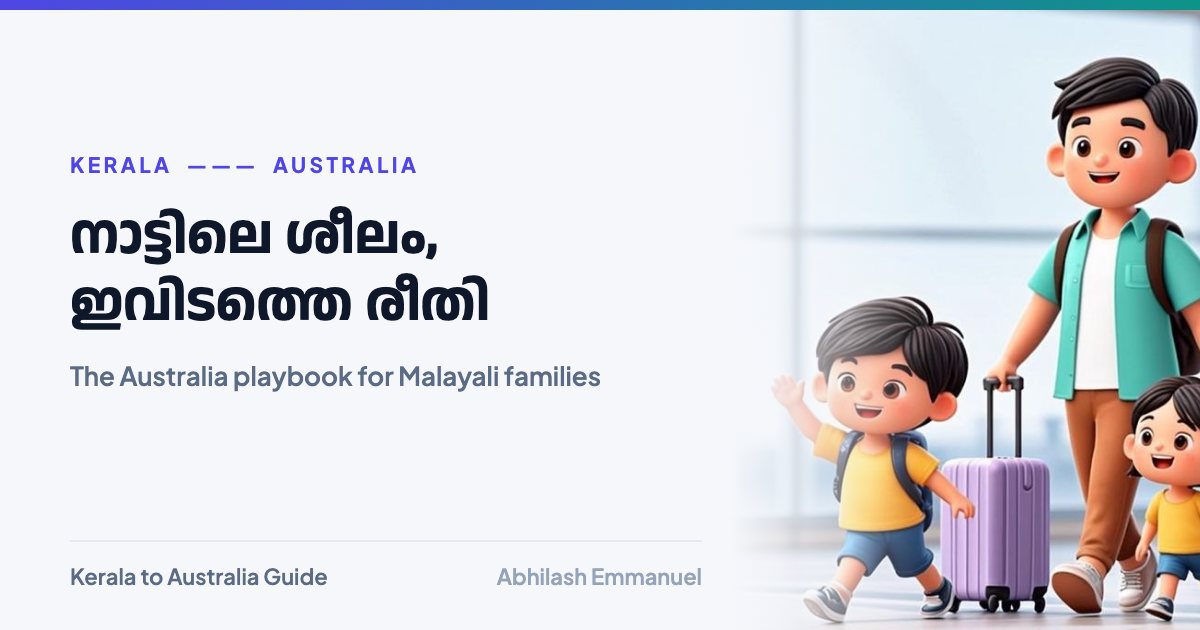 KERALA ——— AUSTRALIA
നാട്ടിലെ ശീലം,
ഇവിടത്തെ രീതി
The Australia playbook for Malayali families
Kerala to Australia Guide
Abhilash Emmanuel